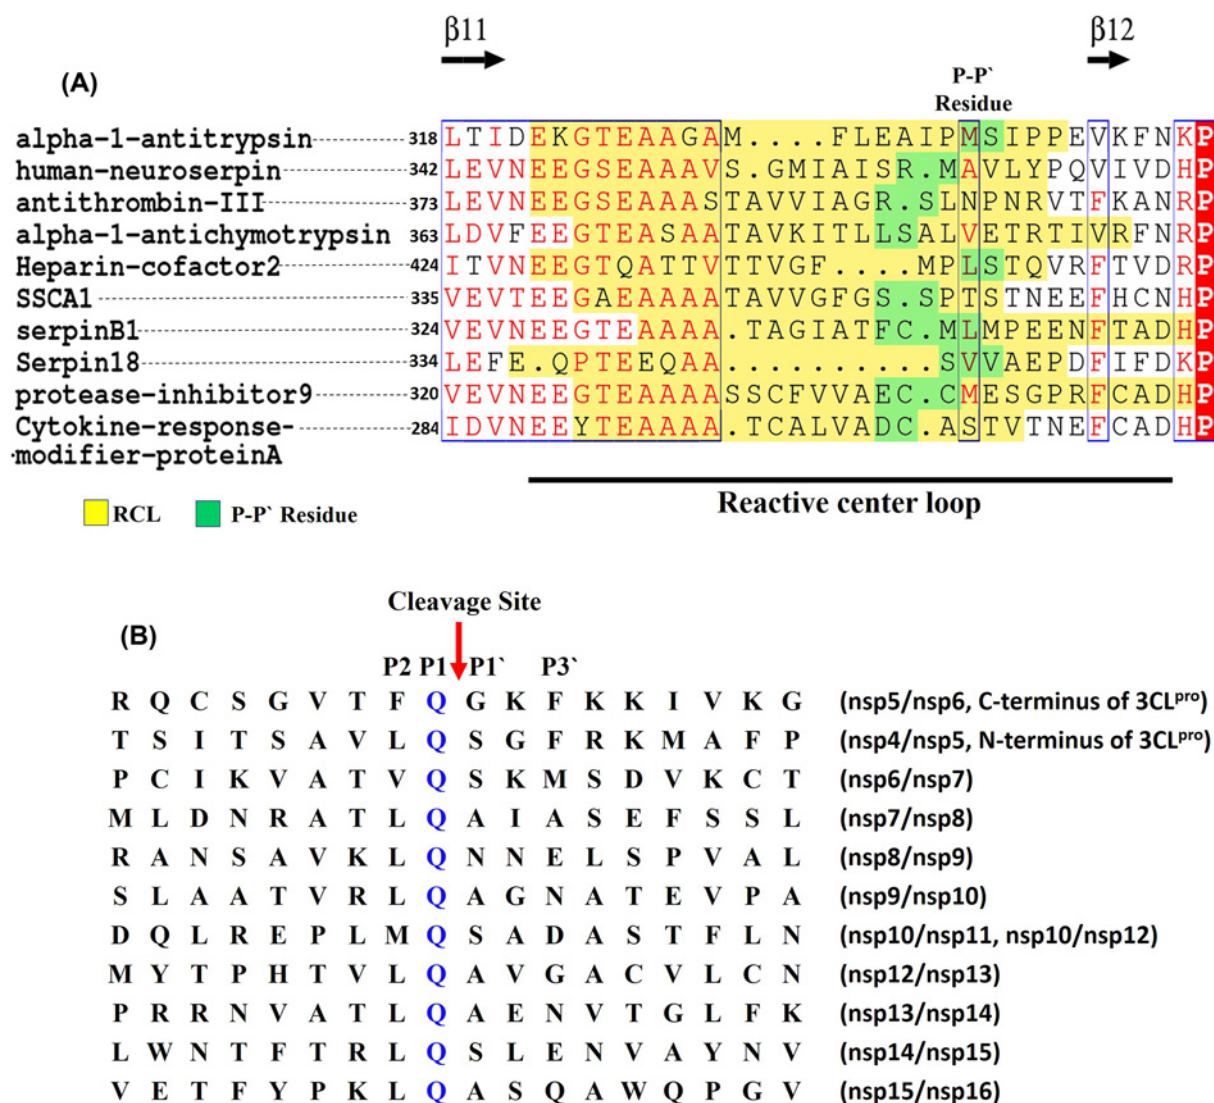 β11 β12
(A)
P-P`
Residue
alpha-1-antitrypsin 318 LTIDEKGTEAAGAM....FLEAIPMSIPPEVKFNKP
human-neuroserpin 342 LEVNEEGSEAAAVS.GMIAISR.MAVLYPQVIVDHP
antithrombin-III 373 LEVNEEGSEAAASTAVVIAGR.SLNPNRVTFKANRP
alpha-1-antichymotrypsin 363 LDVFEEGTEASAATAVKITLLSALVETRTIVRFNRP
Heparin-cofactor2 424 ITVNEEGTQATTVTTVGF....MPLSTQVRFTVDRP
SSCA1 335 VEVTEEGAEAAAATAVVGFGS.SPTSTNEEFHCNHP
serpinB1 324 VEVNEEGTEAAAA.TAGIATFC.MLMPEENFTADHP
Serpin18 334 LEFE.QPTEEQAA..........SVVAEPDFIFDKP
protease-inhibitor9 320 VEVNEEGTEAAAASSCFVVAEC.CMESGPRFCADHP
Cytokine-response- 284 IDVNEEYTEAAAA.TCALVADC.ASTVTNEFCADHP
modifier-proteinA
RCL P-P` Residue
Reactive center loop
Cleavage Site
(B)
P2 P1 P1` P3`
R Q C S G V T F Q G K F K K I V K G (nsp5/nsp6, C-terminus of 3CLpro)
T S I T S A V L Q S G F R K M A F P (nsp4/nsp5, N-terminus of 3CLpro)
P C I K V A T V Q S K M S D V K C T (nsp6/nsp7)
M L D N R A T L Q A I A S E F S S L (nsp7/nsp8)
R A N S A V K L Q N N E L S P V A L (nsp8/nsp9)
S L A A T V R L Q A G N A T E V P A (nsp9/nsp10)
D Q L R E P L M Q S A D A S T F L N (nsp10/nsp11, nsp10/nsp12)
M Y T P H T V L Q A V G A C V L C N (nsp12/nsp13)
P R R N V A T L Q A E N V T G L F K (nsp13/nsp14)
L W N T F T R L Q S L E N V A Y N V (nsp14/nsp15)
V E T F Y P K L Q A S Q A W Q P G V (nsp15/nsp16)